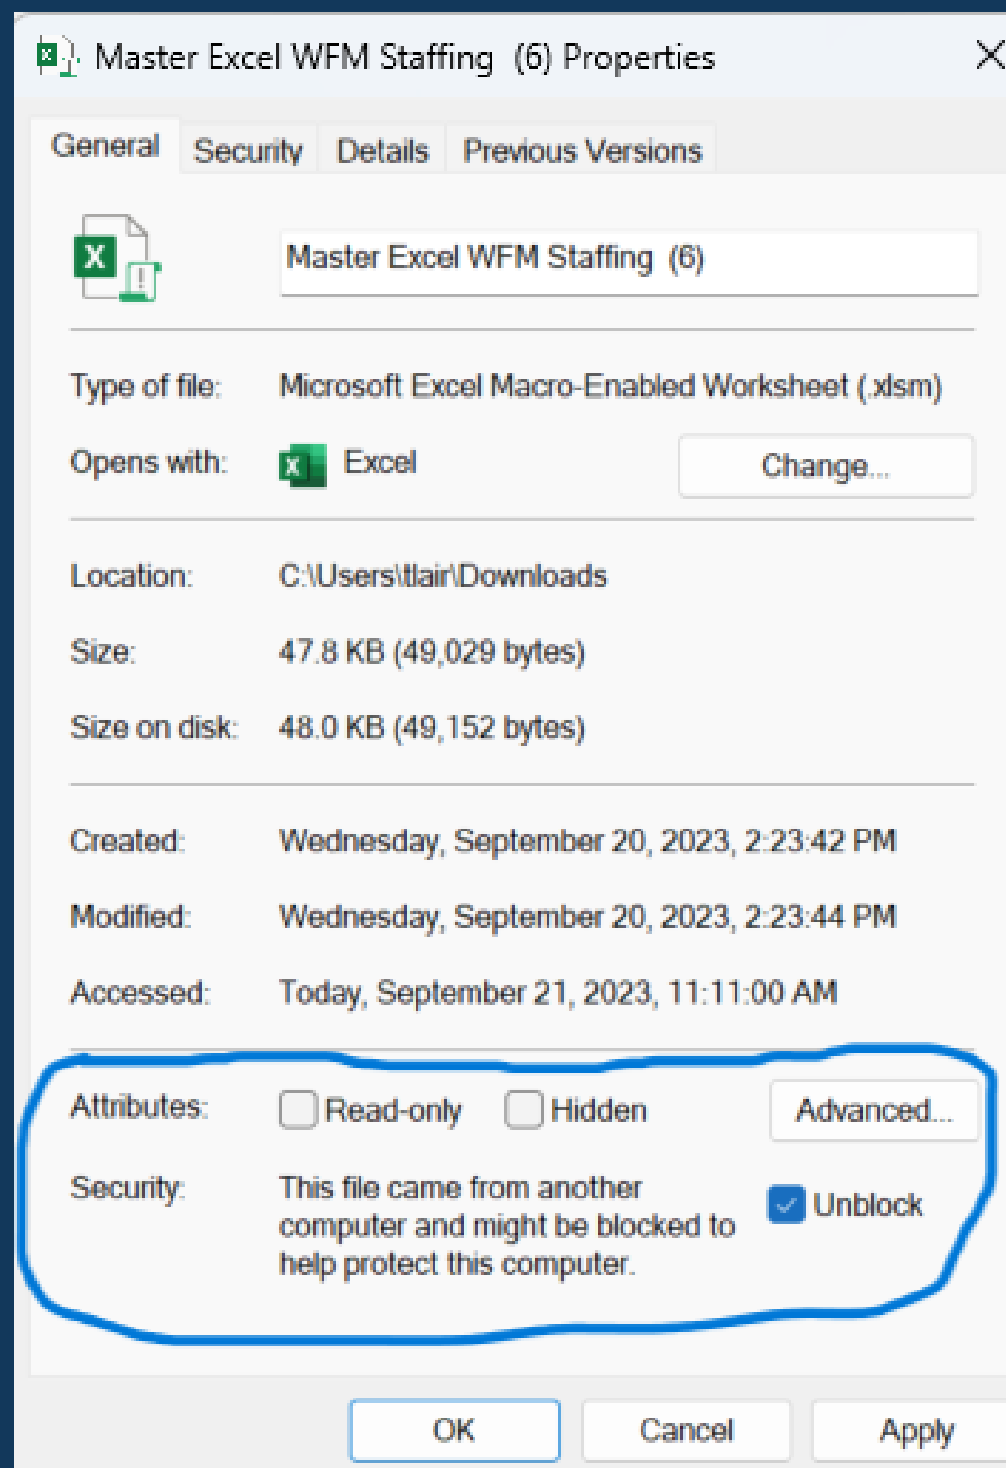 Master Excel WFM Staffing  (6) Properties
General Security Details Previous Versions
Master Excel WFM Staffing  (6)
Type of file: Microsoft Excel Macro-Enabled Worksheet (.xlsm)
Opens with: Excel Change...
Location: C:\Users\tlair\Downloads
Size: 47.8 KB (49,029 bytes)
Size on disk: 48.0 KB (49,152 bytes)
Created: Wednesday, September 20, 2023, 2:23:42 PM
Modified: Wednesday, September 20, 2023, 2:23:44 PM
Accessed: Today, September 21, 2023, 11:11:00 AM
Attributes: Read-only Hidden Advanced...
Security: This file came from another
computer and might be blocked to Unblock
help protect this computer.
OK Cancel Apply